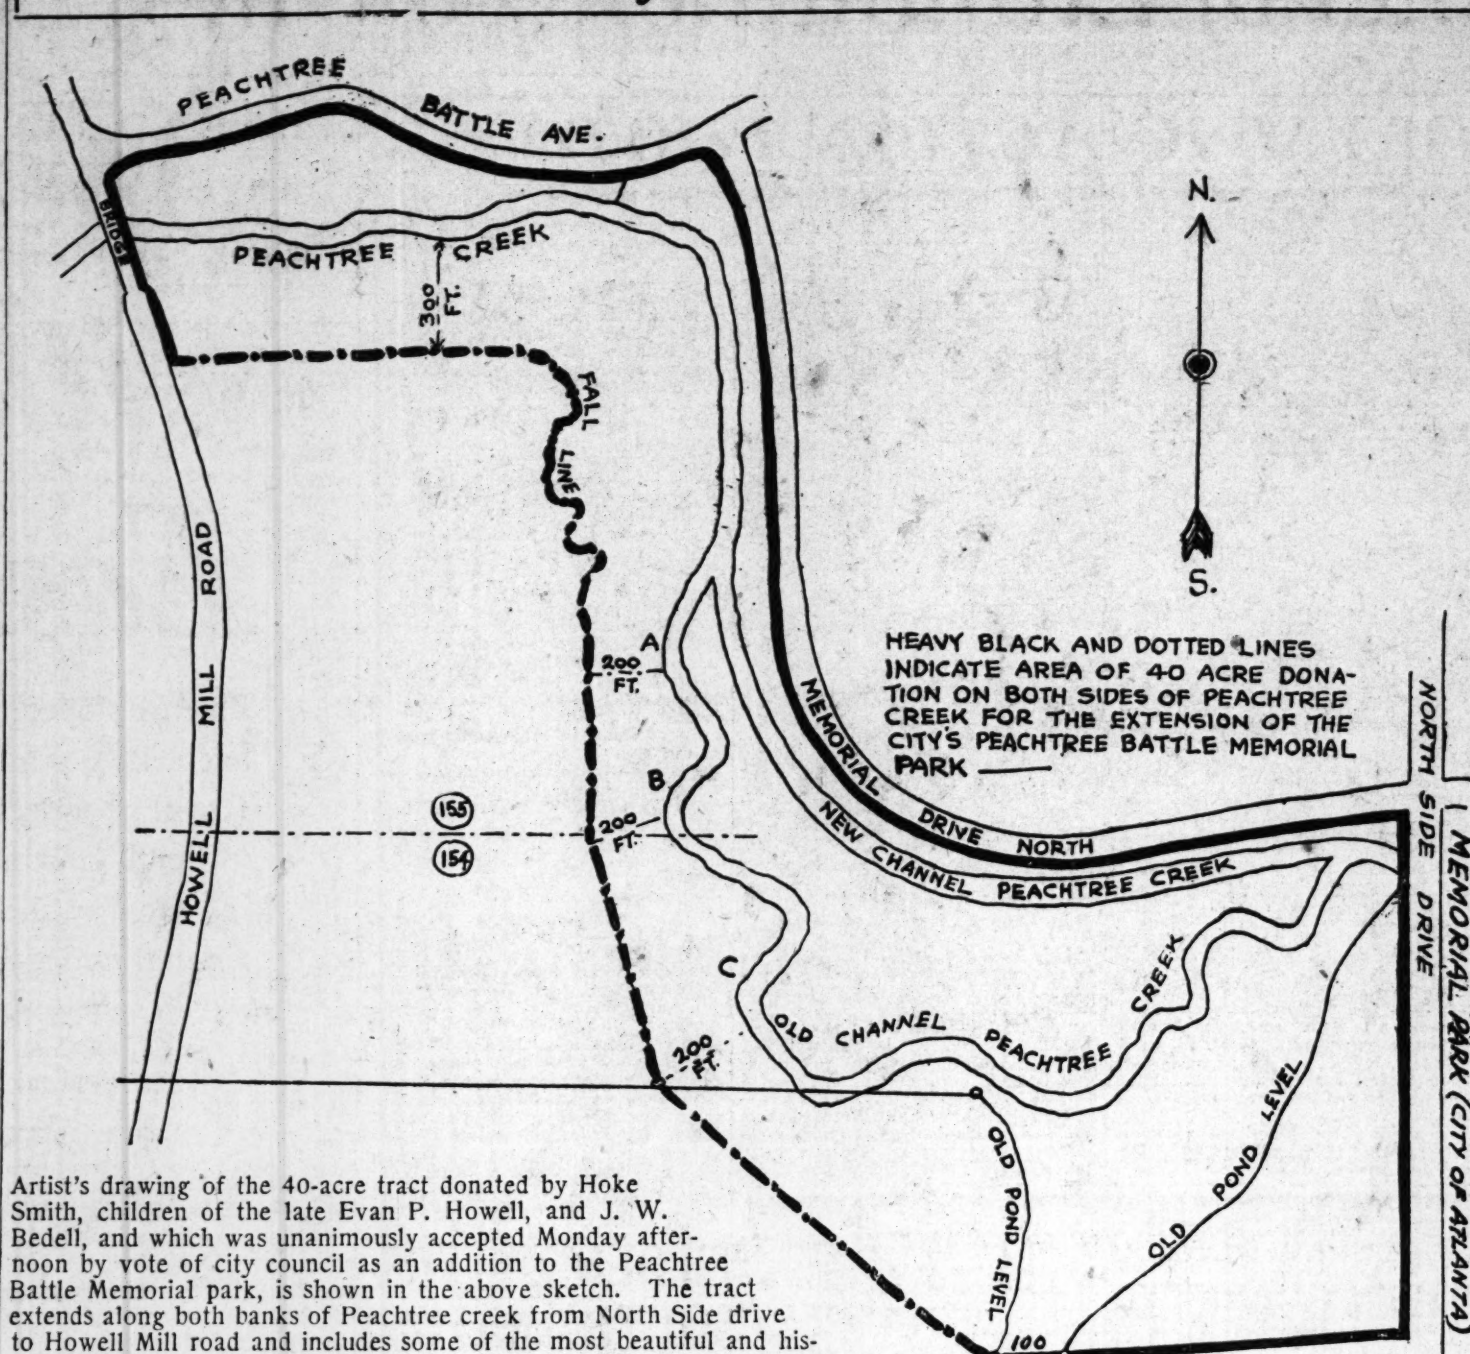 PEACHTREE BATTLE AVE.
BRIDGE
PEACHTREE CREEK
300
FT.
FALL LINE
N.
S.
HOWELL MILL ROAD
A
200
FT.
B
200
FT.
155
154
C
200
FT.
HEAVY BLACK AND DOTTED LINES
INDICATE AREA OF 40 ACRE DONA-
TION ON BOTH SIDES OF PEACHTREE
CREEK FOR THE EXTENSION OF THE
CITY'S PEACHTREE BATTLE MEMORIAL
PARK
MEMORIAL DRIVE NORTH
NEW CHANNEL PEACHTREE CREEK
OLD CHANNEL PEACHTREE CREEK
NORTH SIDE DRIVE
MEMORIAL PARK (CITY OF ATLANTA)
OLD POND LEVEL
OLD POND LEVEL
100
Artist's drawing of the 40-acre tract donated by Hoke
Smith, children of the late Evan P. Howell, and J. W.
Bedell, and which was unanimously accepted Monday after-
noon by vote of city council as an addition to the Peachtree
Battle Memorial park, is shown in the above sketch. The tract
extends along both banks of Peachtree creek from North Side drive
to Howell Mill road and includes some of the most beautiful and his-